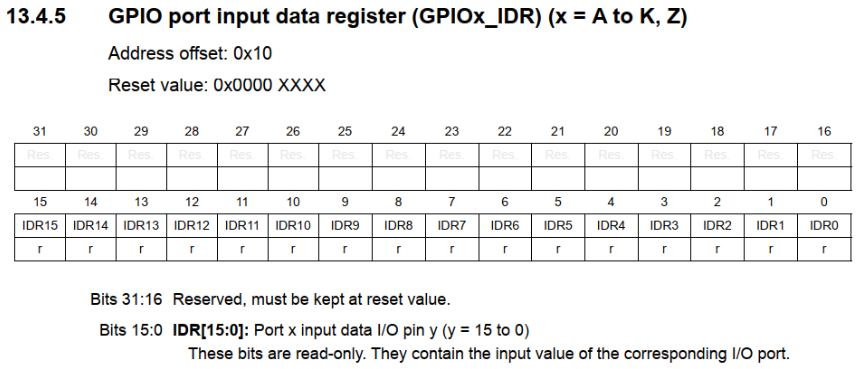 13.4.5 GPIO port input data register (GPIOx_IDR) (x = A to K, Z)
Address offset: 0x10
Reset value: 0x0000 XXXX
31 30 29 28 27 26 25 24 23 22 21 20 19 18 17 16
Res. Res. Res. Res. Res. Res. Res. Res. Res. Res. Res. Res. Res. Res. Res. Res.
15 14 13 12 11 10 9 8 7 6 5 4 3 2 1 0
IDR15 IDR14 IDR13 IDR12 IDR11 IDR10 IDR9 IDR8 IDR7 IDR6 IDR5 IDR4 IDR3 IDR2 IDR1 IDR0
r r r r r r r r r r r r r r r r
Bits 31:16 Reserved, must be kept at reset value.
Bits 15:0 IDR[15:0]: Port x input data I/O pin y (y = 15 to 0)
These bits are read-only. They contain the input value of the corresponding I/O port.